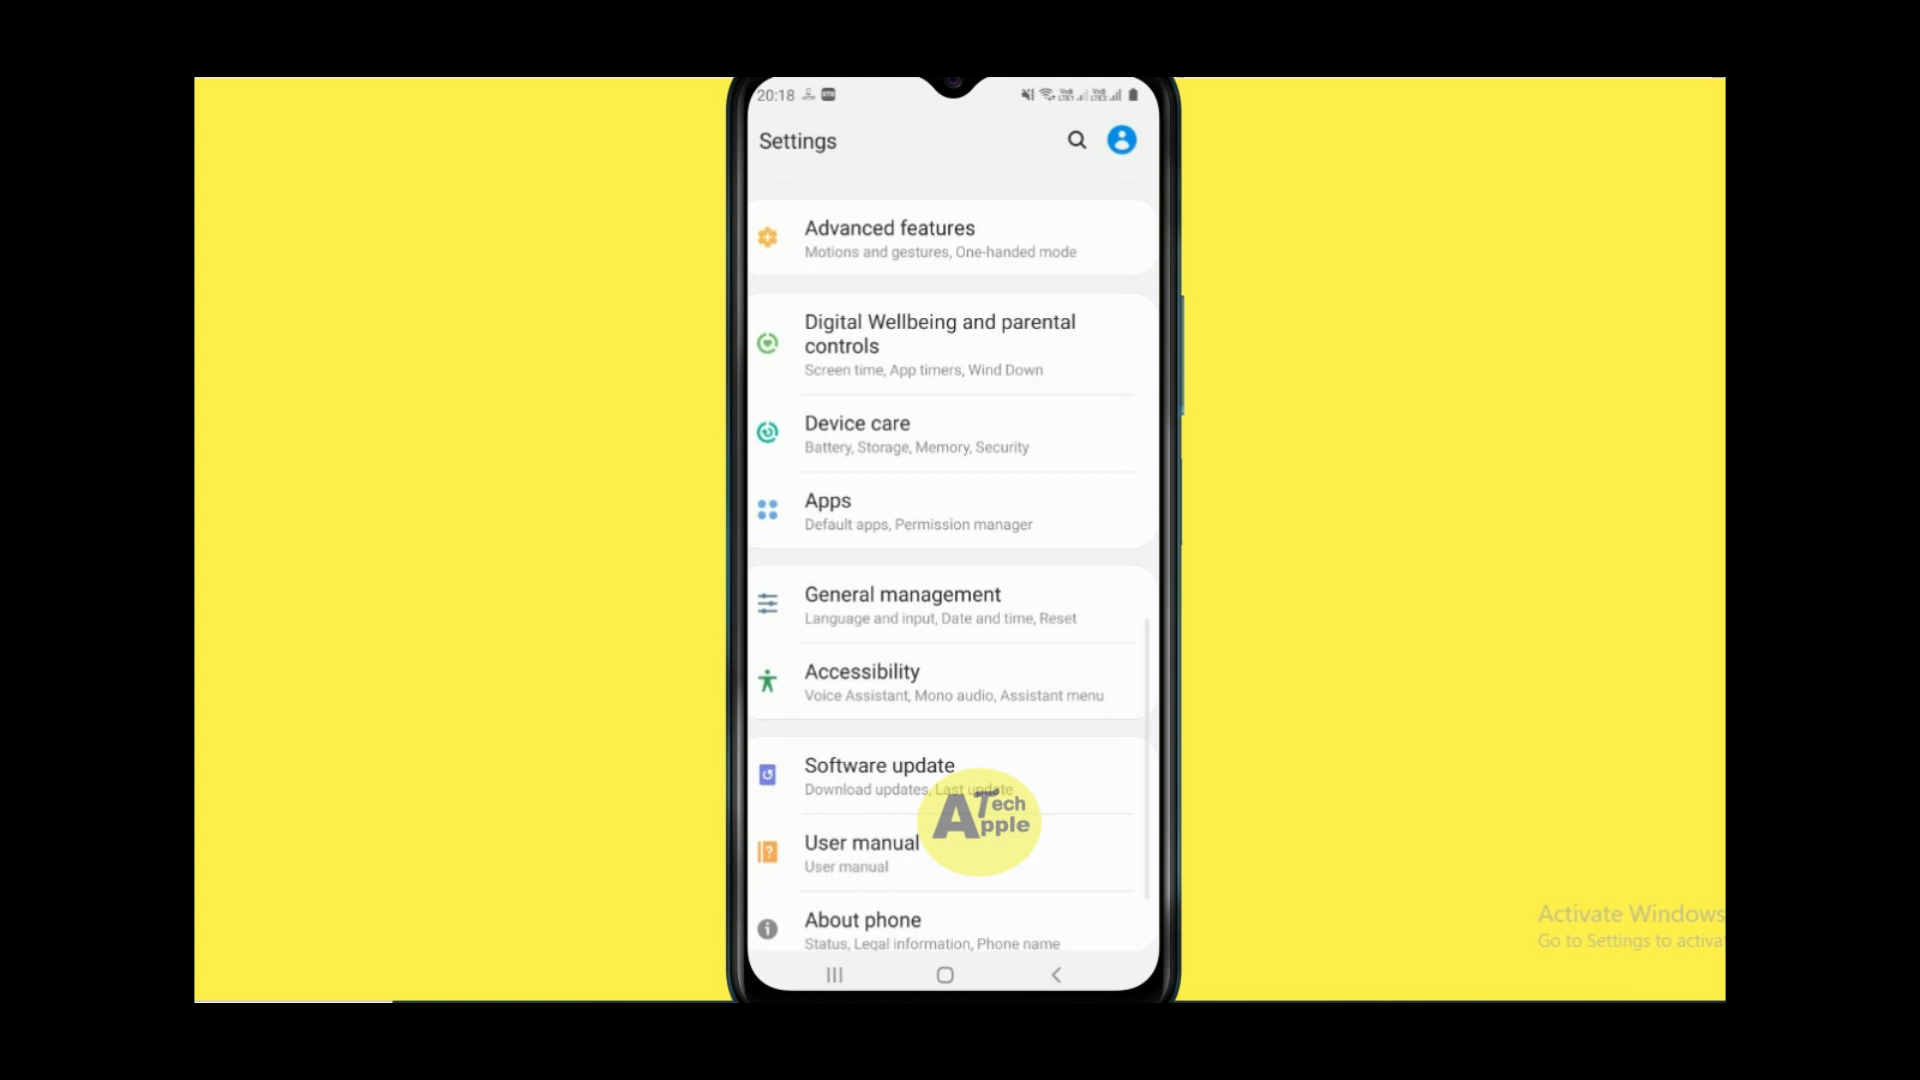 20:18
Settings
Advanced features
Motions and gestures, One-handed mode
Digital Wellbeing and parental
controls
Screen time, App timers, Wind Down
Device care
Battery, Storage, Memory, Security
Apps
Default apps, Permission manager
General management
Language and input, Date and time, Reset
Accessibility
Voice Assistant, Mono audio, Assistant menu
Software update
Download updates, Last update
A Tech
Apple
User manual
User manual
About phone
Status, Legal information, Phone name
Activate Windows
Go to Settings to activa